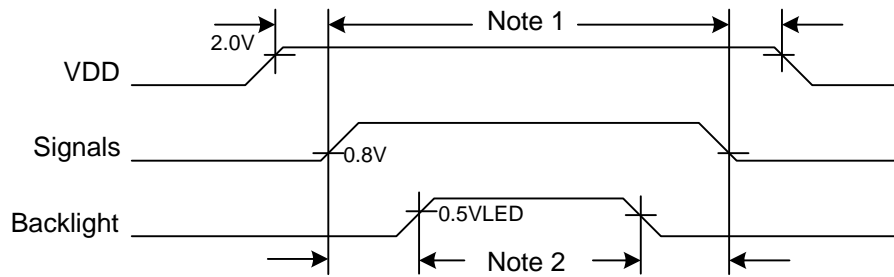 Note 1
2.0V
VDD
Signals
0.8V
Backlight
0.5VLED
Note 2